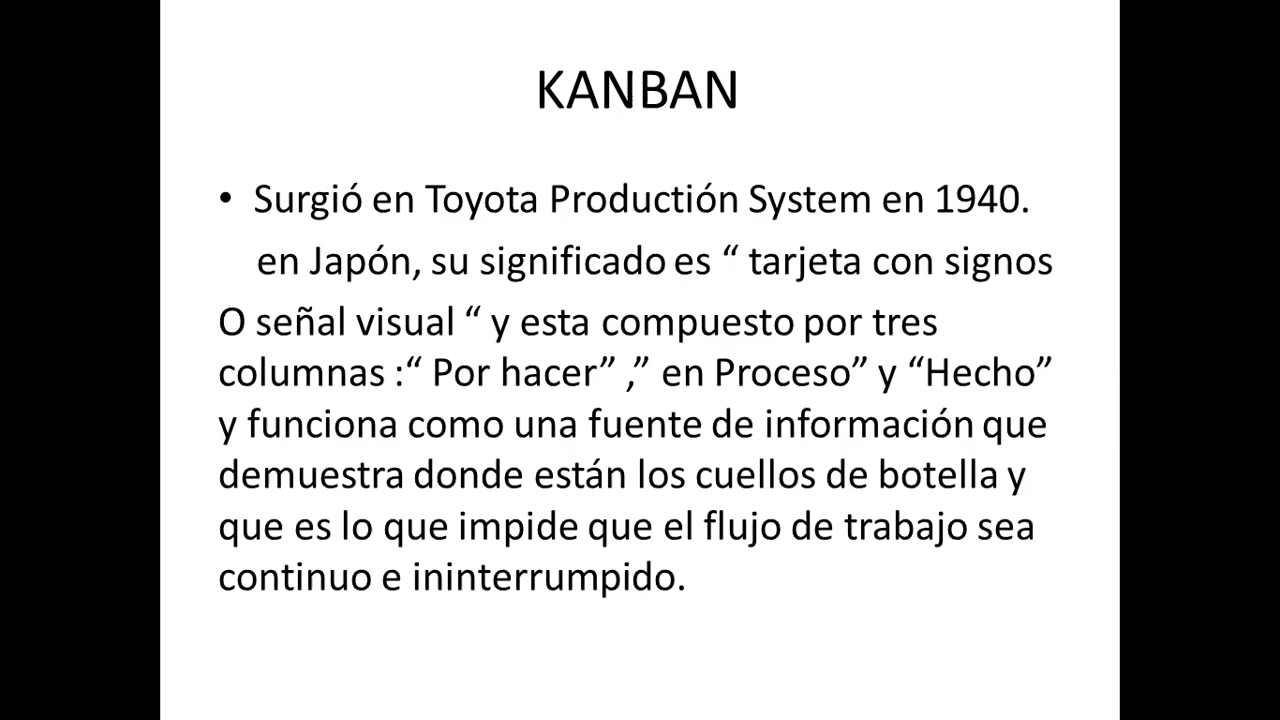 KANBAN
• Surgió en Toyota Productión System en 1940.
en Japón, su significado es “ tarjeta con signos
O señal visual “ y esta compuesto por tres
columnas :“ Por hacer” ,” en Proceso” y “Hecho”
y funciona como una fuente de información que
demuestra donde están los cuellos de botella y
que es lo que impide que el flujo de trabajo sea
continuo e ininterrumpido.